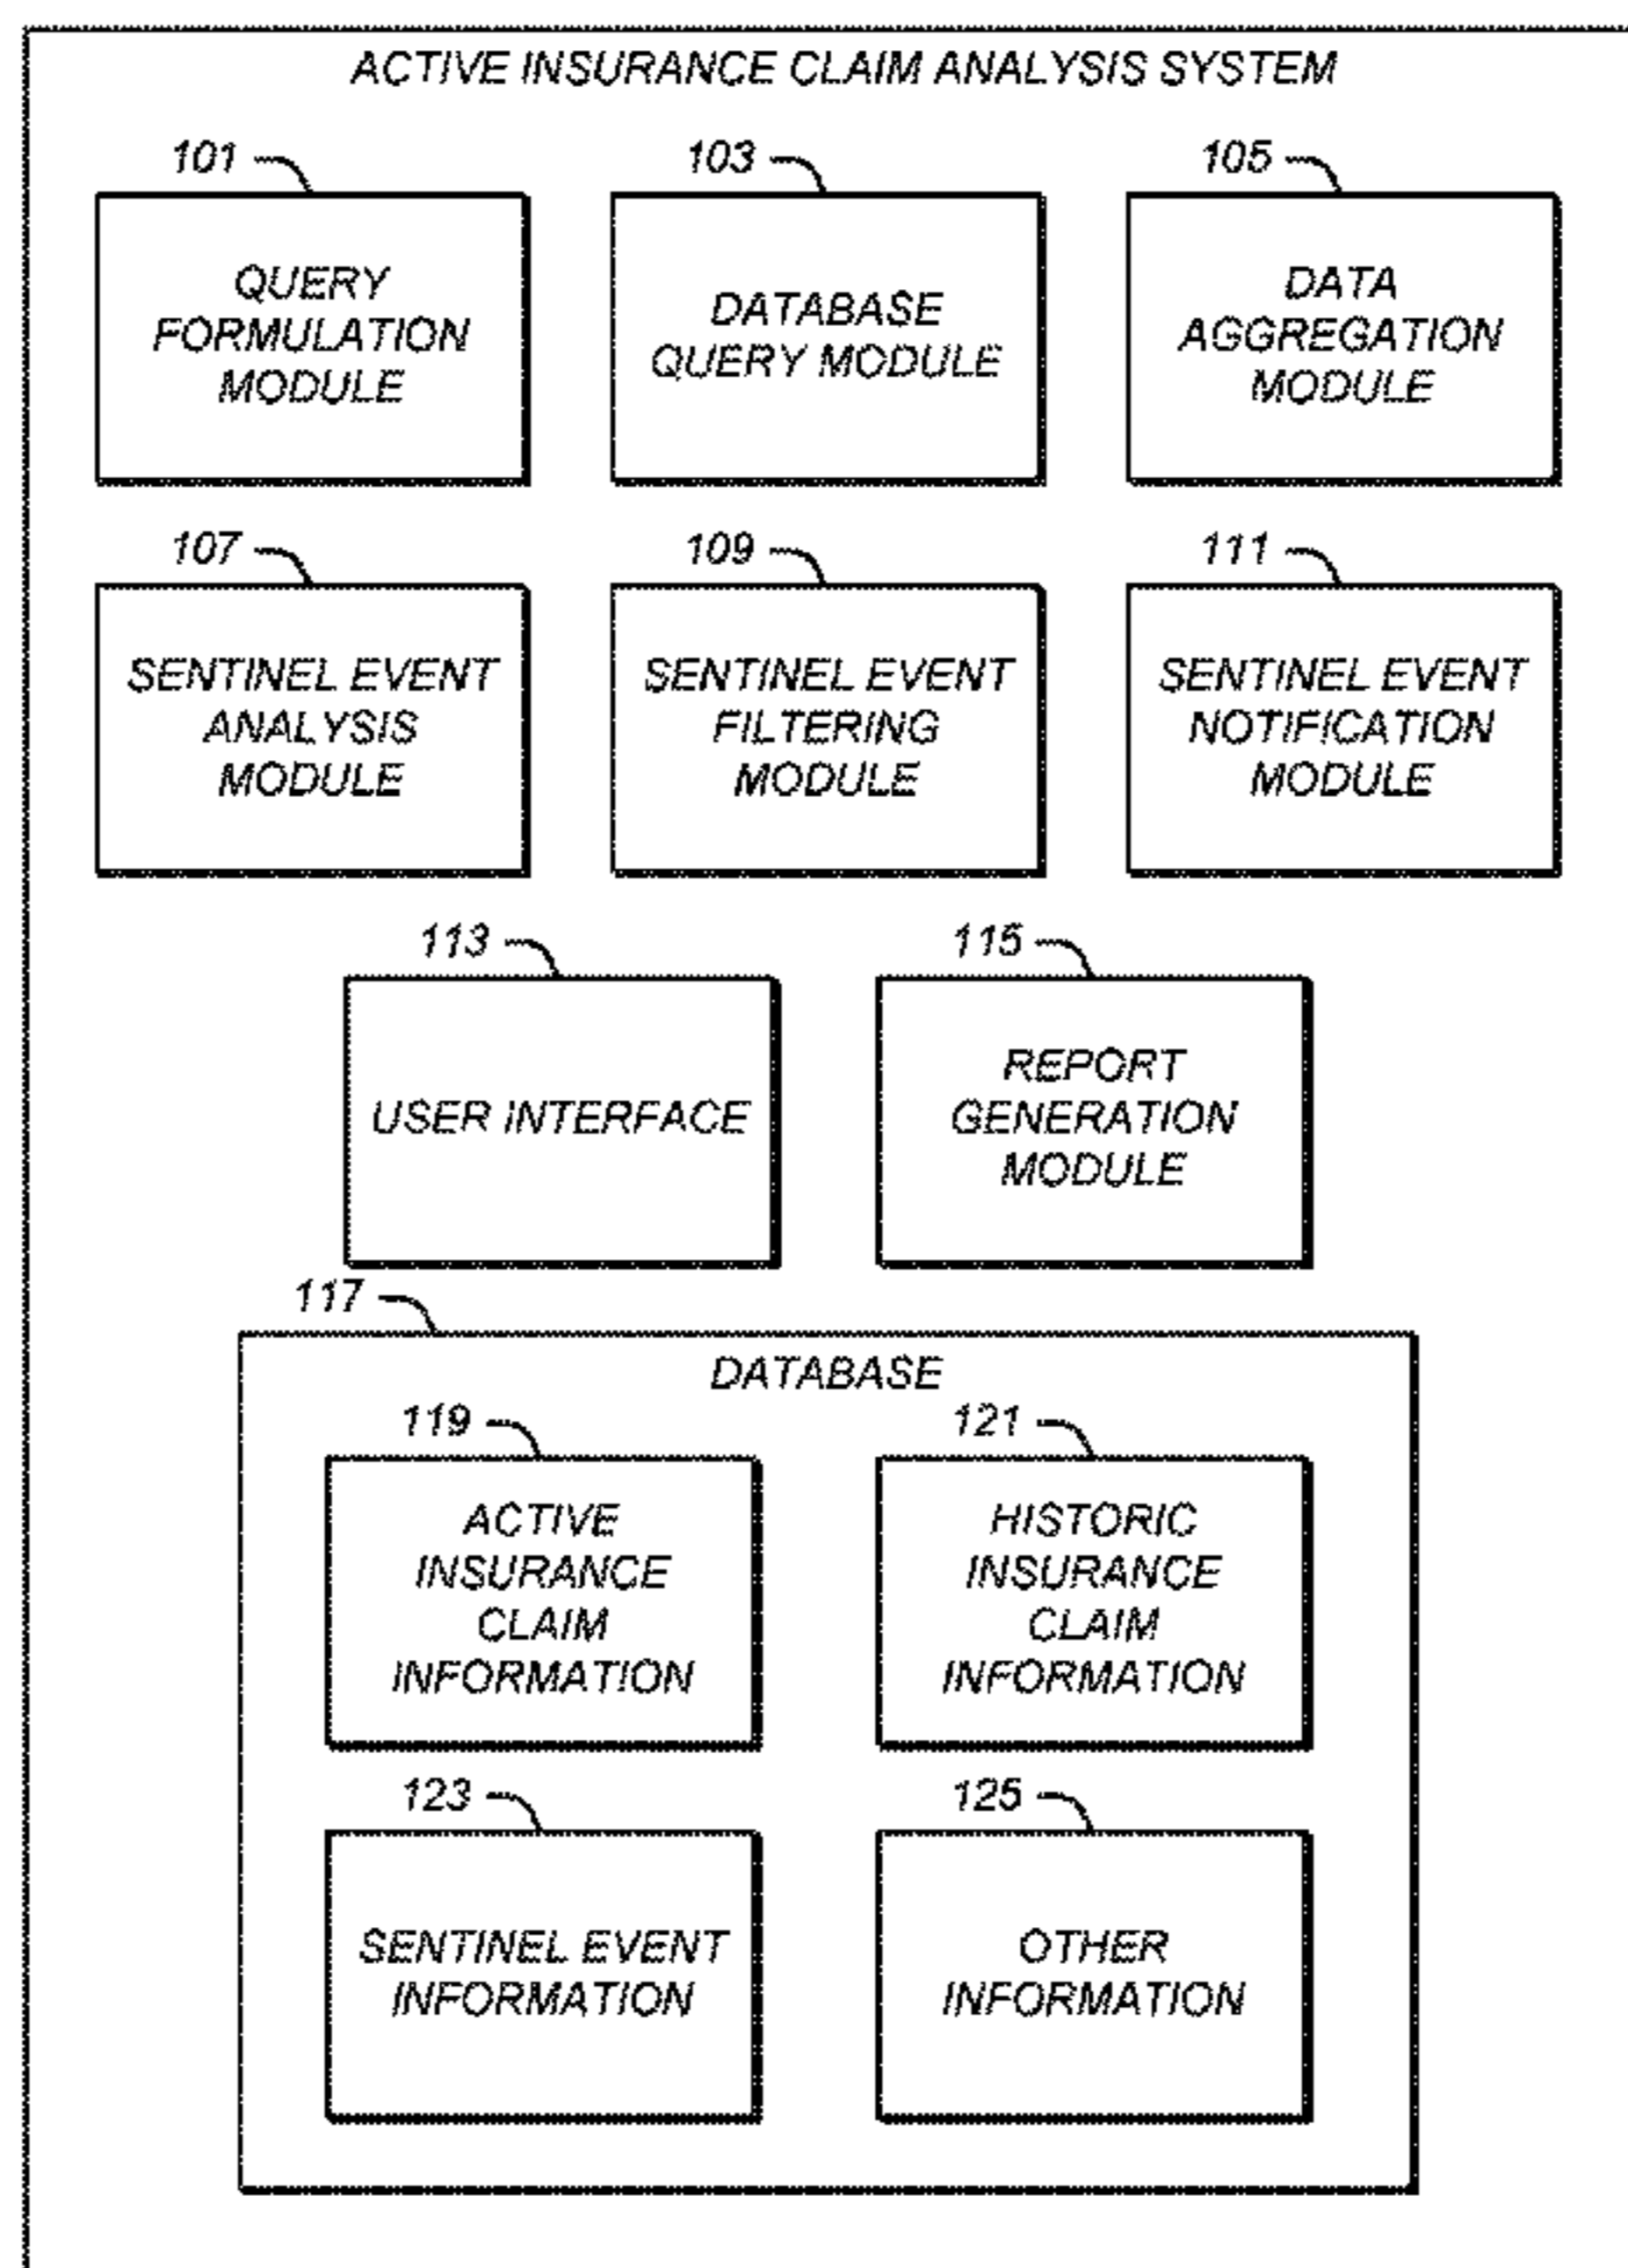 ACTIVE INSURANCE CLAIM ANALYSIS SYSTEM
101
QUERY
FORMULATION
MODULE
103
DATABASE
QUERY MODULE
105
DATA
AGGREGATION
MODULE
107
SENTINEL EVENT
ANALYSIS
MODULE
109
SENTINEL EVENT
FILTERING
MODULE
111
SENTINEL EVENT
NOTIFICATION
MODULE
113
USER INTERFACE
115
REPORT
GENERATION
MODULE
117
DATABASE
119
ACTIVE
INSURANCE
CLAIM
INFORMATION
121
HISTORIC
INSURANCE
CLAIM
INFORMATION
123
SENTINEL EVENT
INFORMATION
125
OTHER
INFORMATION